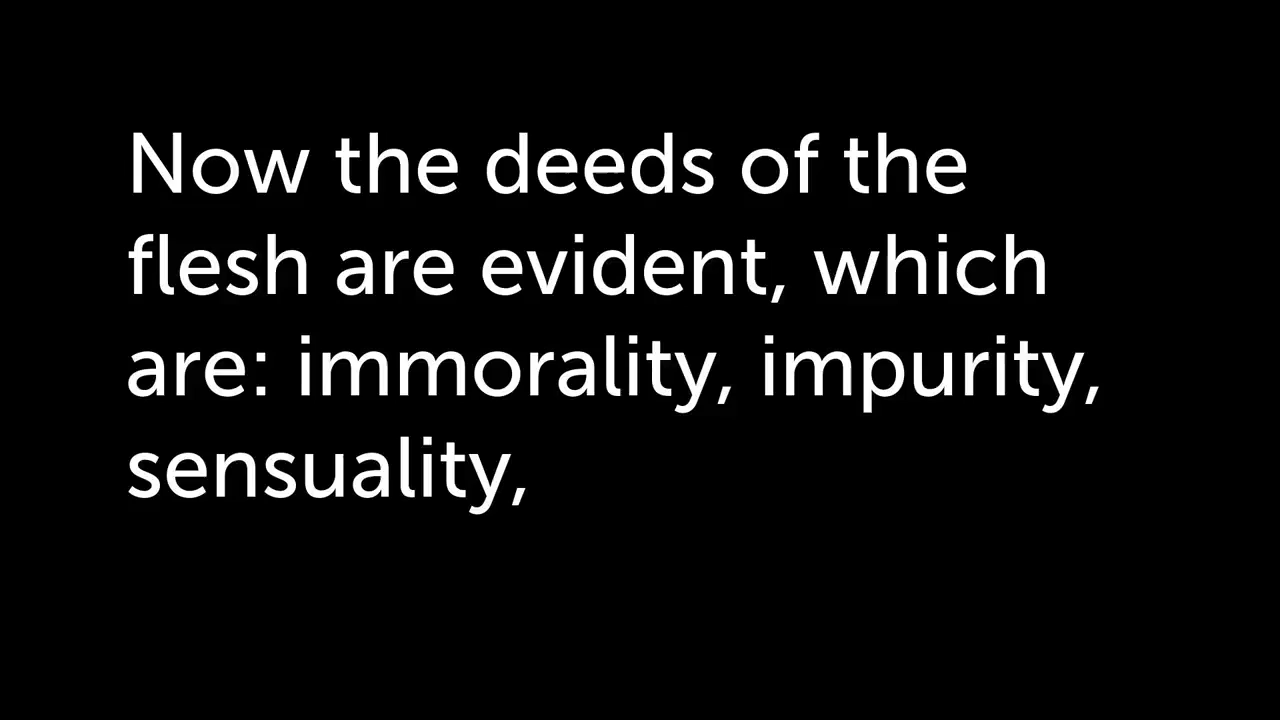 Now the deeds of the
flesh are evident, which
are: immorality, impurity,
sensuality,